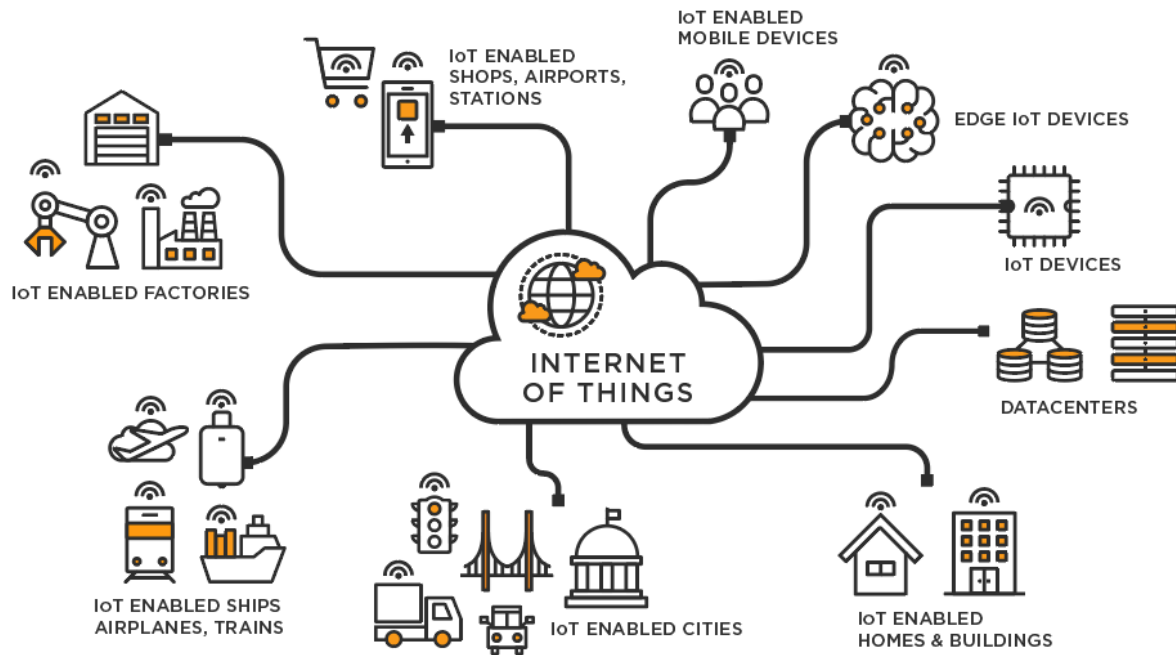 IoT ENABLED
MOBILE DEVICES
IoT ENABLED
SHOPS, AIRPORTS,
STATIONS
EDGE IoT DEVICES
IoT DEVICES
IoT ENABLED FACTORIES
INTERNET
OF THINGS
DATACENTERS
IoT ENABLED SHIPS
AIRPLANES, TRAINS
IoT ENABLED CITIES
IoT ENABLED
HOMES & BUILDINGS